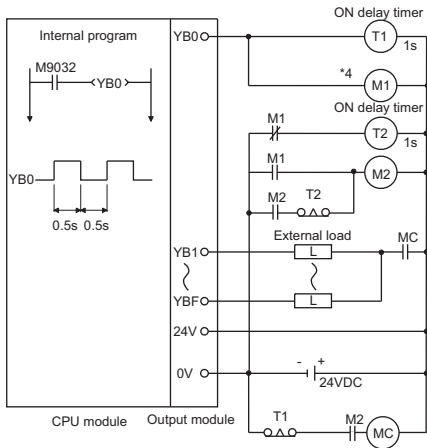 ON delay timer
Internal program
YB0
T1
1s
M9032
YB0
*4
M1
ON delay timer
M1
T2
1s
YB0
M1
M2
M2
T2
0.5s 0.5s
External load
YB1
L
MC
YBF
L
24V
0V
- +
24VDC
T1
M2
MC
CPU module
Output module